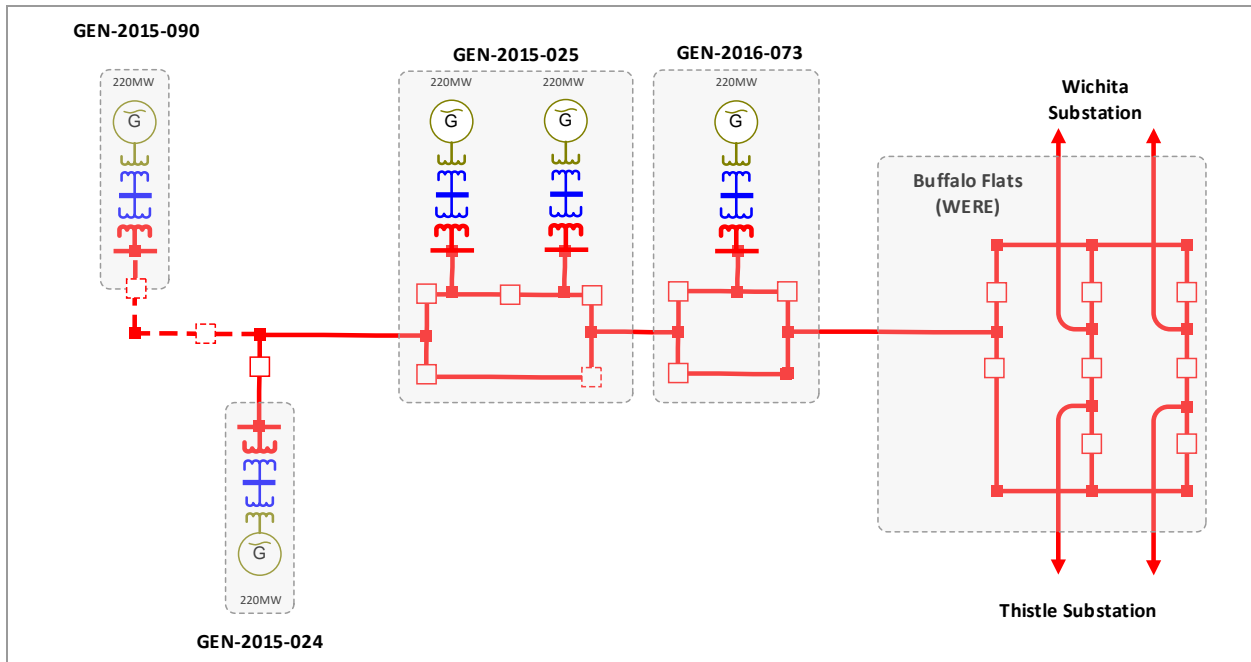 GEN-2015-090
GEN-2015-025
GEN-2016-073
220MW
220MW
220MW
220MW
G
G
G
G
Wichita
Substation
Buffalo Flats
(WERE)
G
220MW
GEN-2015-024
Thistle Substation